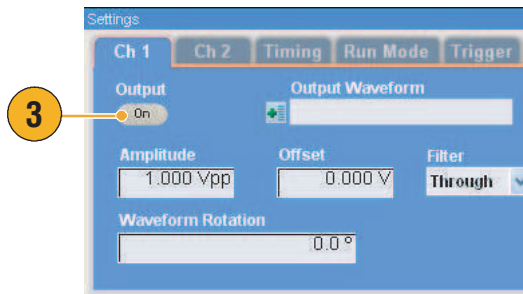 Settings
Ch 1 Ch 2 Timing Run Mode Trigger
Output Output Waveform
3 On
Amplitude Offset Filter
1.000 Vpp 0.000 V Through
Waveform Rotation
0.0 °